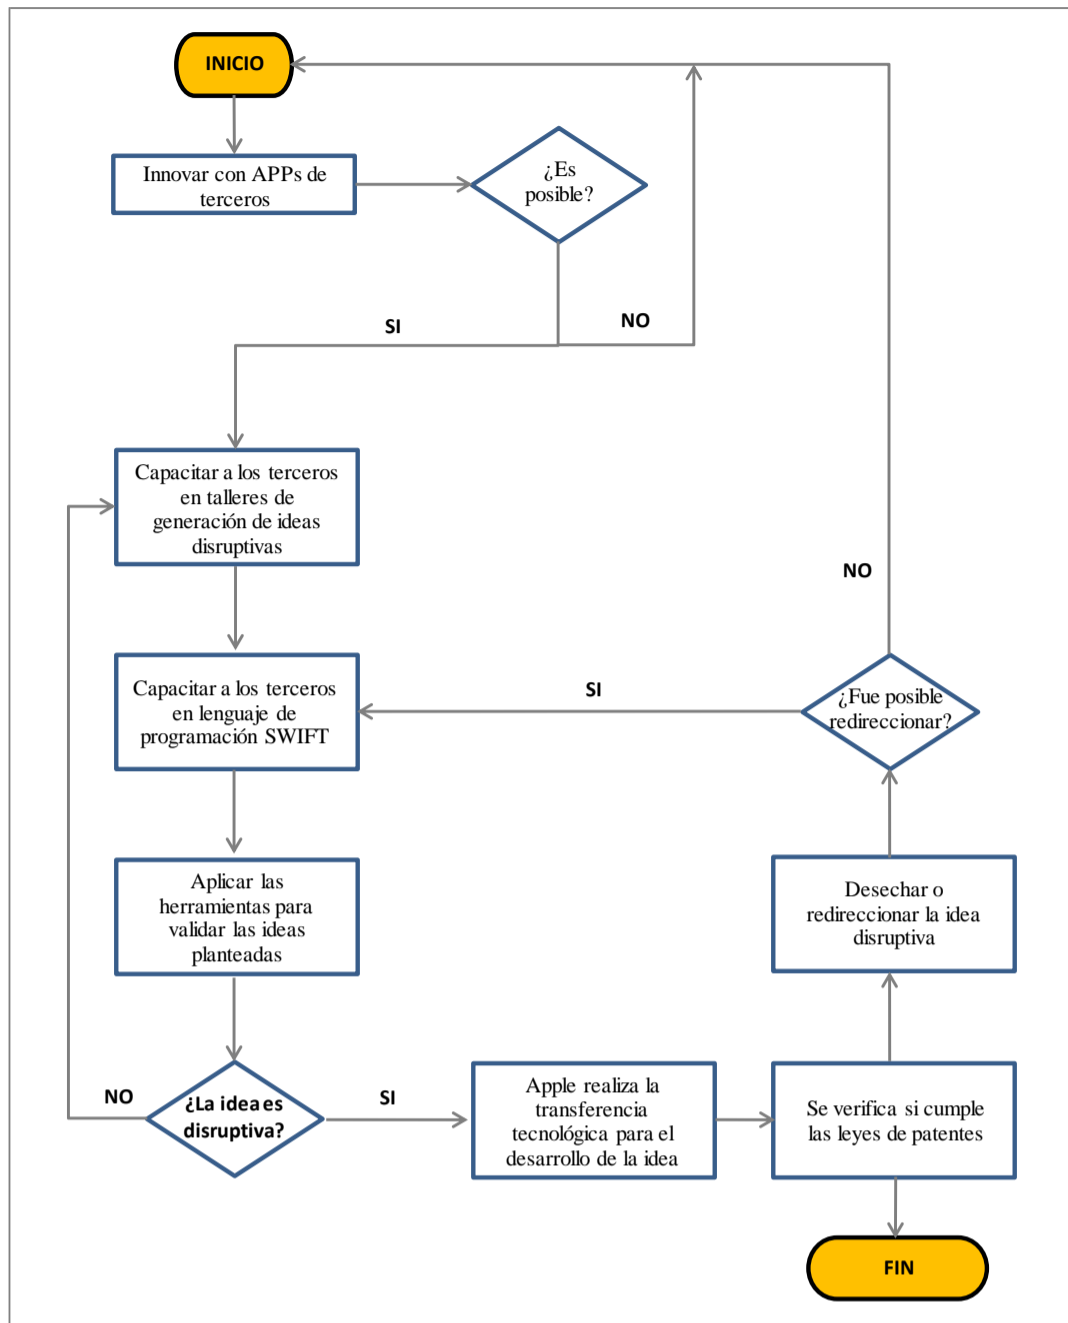 INICIO
Innovar con APPs de
terceros
¿Es
posible?
SI
NO
Capacitar a los terceros
en talleres de
generación de ideas
disruptivas
NO
Capacitar a los terceros
en lenguaje de
programación SWIFT
SI
¿Fue posible
redireccionar?
Aplicar las
herramientas para
validar las ideas
planteadas
Desechar o
redireccionar la idea
disruptiva
NO
¿La idea es
disruptiva?
SI
Apple realiza la
transferencia
tecnológica para el
desarrollo de la idea
Se verifica si cumple
las leyes de patentes
FIN